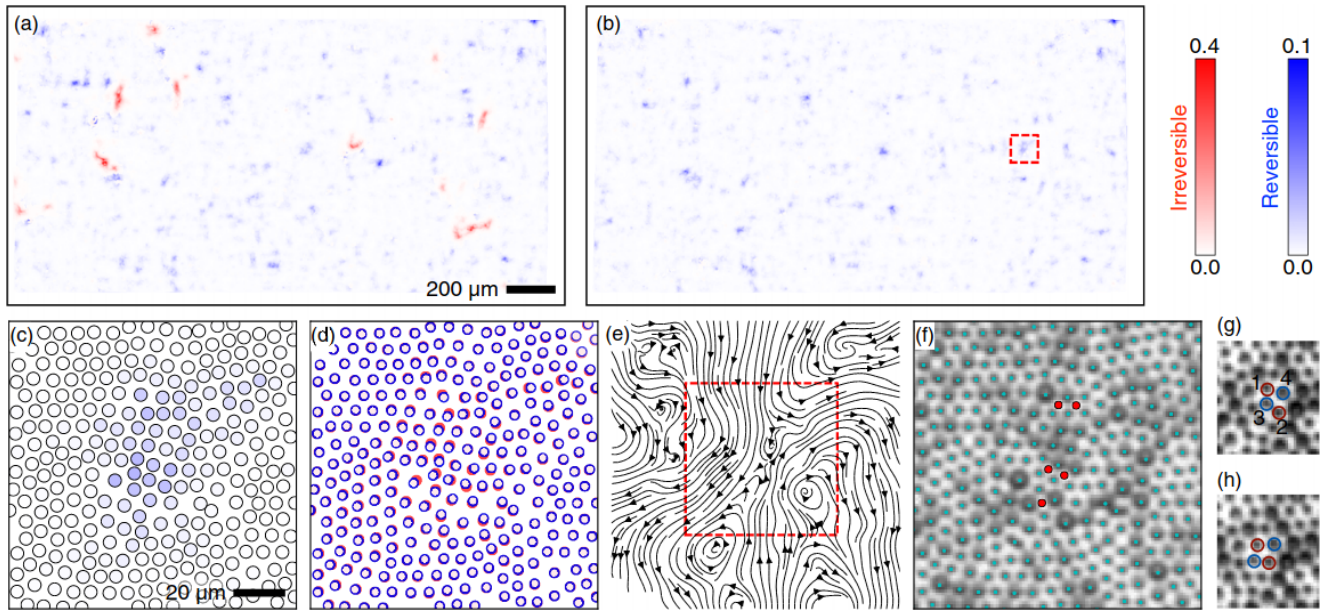 (a)
200 µm
(b)
0.4
0.1
Irreversible
Reversible
0.0
0.0
(c)
20 µm
(d)
(e)
(f)
(g)
1
4
3
2
(h)